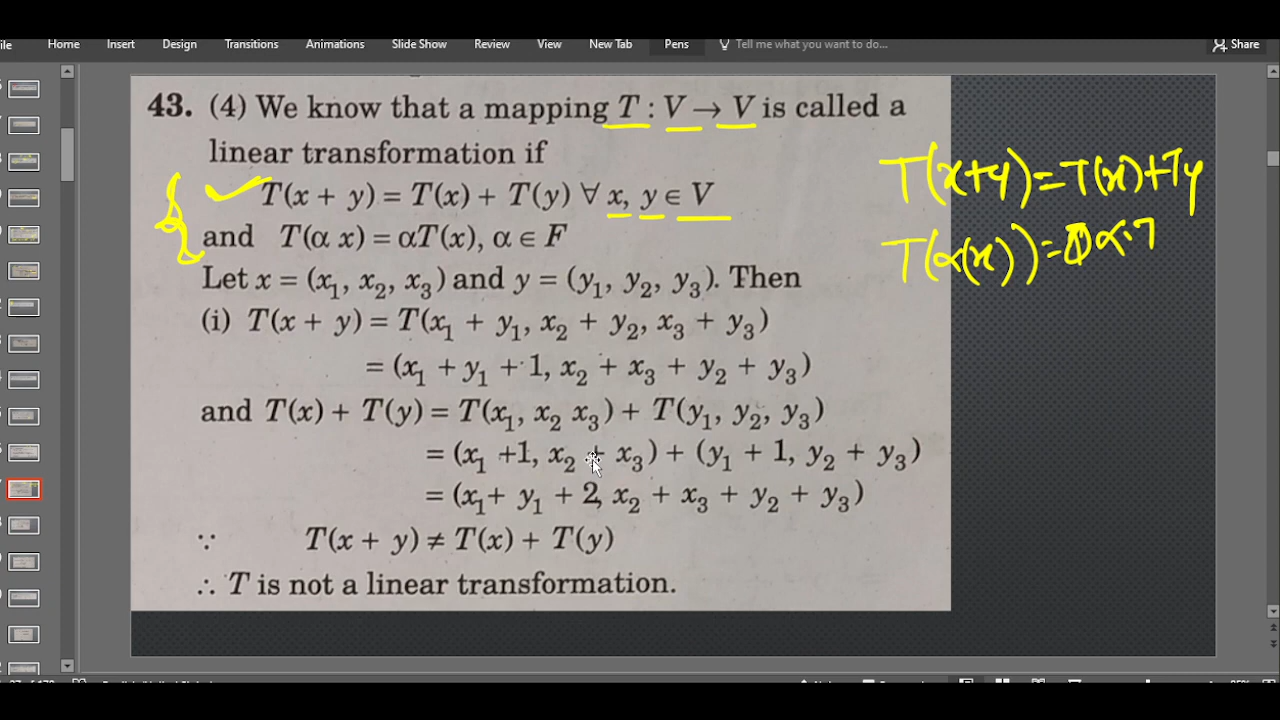 Home Insert Design Transitions Animations Slide Show Review View New Tab Pens Tell me what you want to do... Share
43. (4) We know that a mapping T : V → V is called a
linear transformation if
T(x + y) = T(x) + T(y) ∀ x, y ∈ V
and T(α x) = αT(x), α ∈ F
Let x = (x₁, x₂, x₃) and y = (y₁, y₂, y₃). Then
(i) T(x + y) = T(x₁ + y₁, x₂ + y₂, x₃ + y₃)
= (x₁ + y₁ + 1, x₂ + x₃ + y₂ + y₃)
and T(x) + T(y) = T(x₁, x₂ x₃) + T(y₁, y₂, y₃)
= (x₁ +1, x₂ + x₃) + (y₁ + 1, y₂ + y₃)
= (x₁+ y₁ + 2, x₂ + x₃ + y₂ + y₃)
∵ T(x + y) ≠ T(x) + T(y)
∴ T is not a linear transformation.
T(x+y)=T(x)+Ty
T(α(x))=α.T